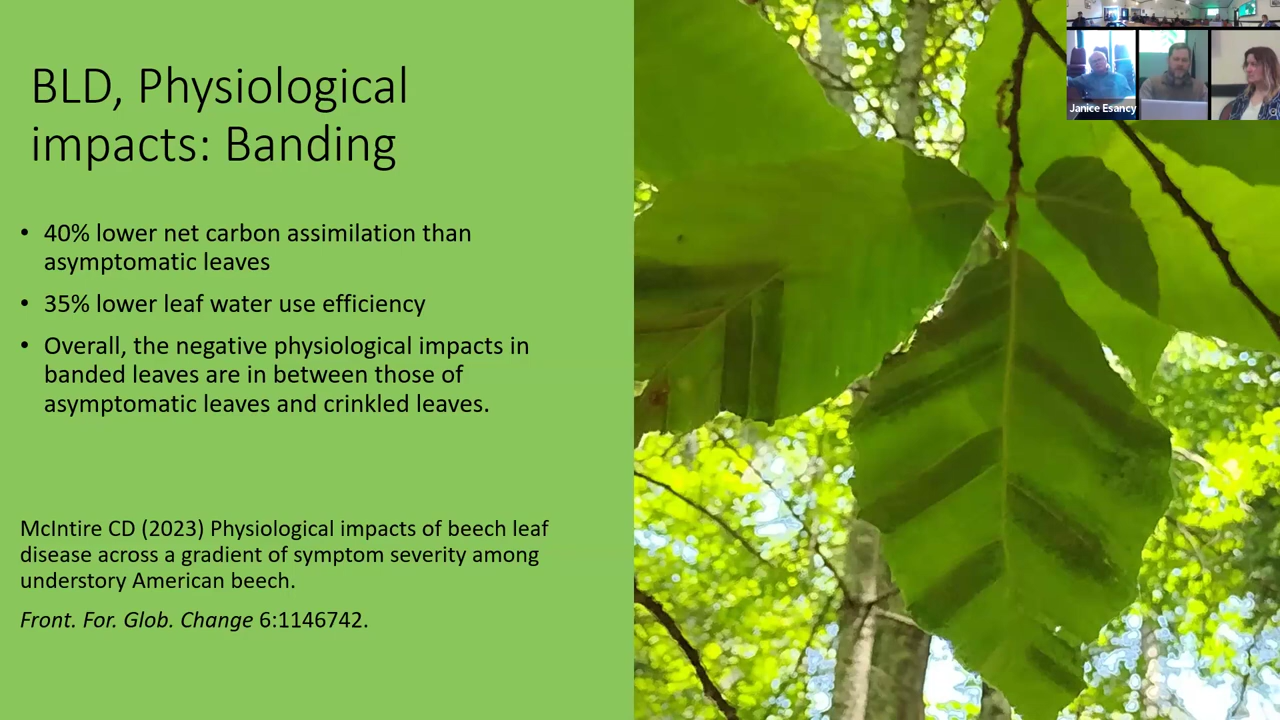 BLD, Physiological
impacts: Banding
• 40% lower net carbon assimilation than
asymptomatic leaves
• 35% lower leaf water use efficiency
• Overall, the negative physiological impacts in
banded leaves are in between those of
asymptomatic leaves and crinkled leaves.
McIntire CD (2023) Physiological impacts of beech leaf
disease across a gradient of symptom severity among
understory American beech.
Front. For. Glob. Change 6:1146742.
Janice Esancy